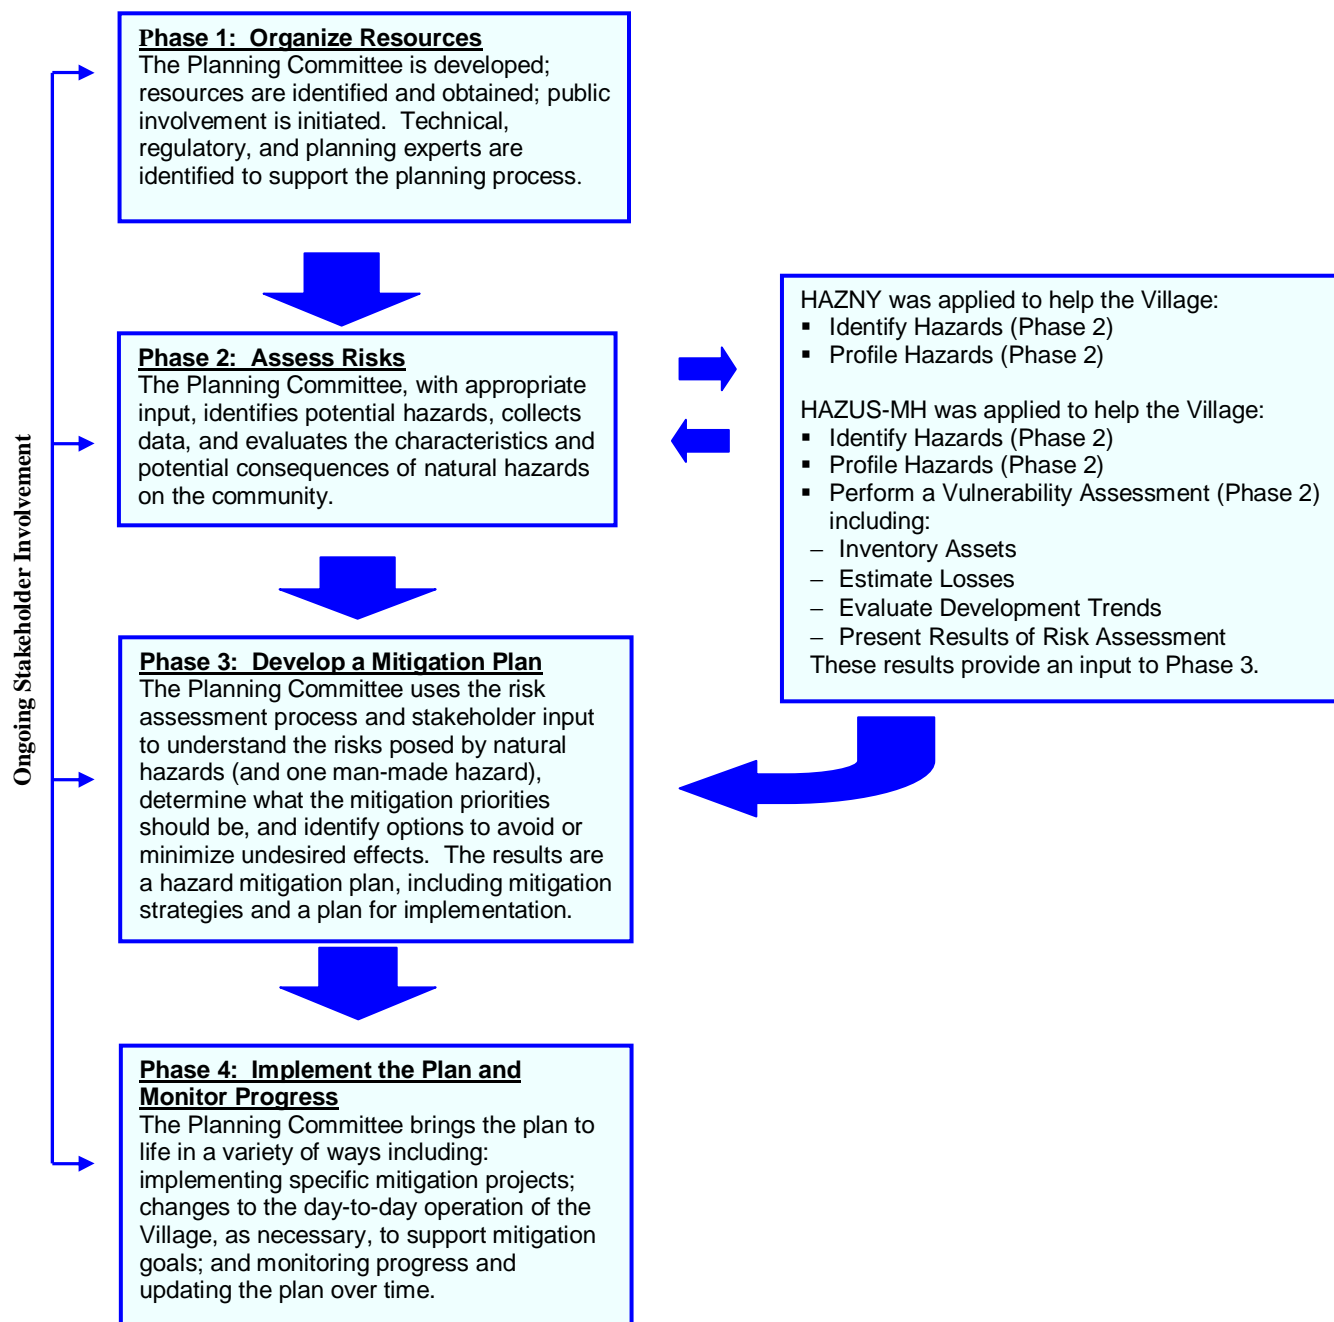 Phase 1: Organize Resources
The Planning Committee is developed;
resources are identified and obtained; public
involvement is initiated. Technical,
regulatory, and planning experts are
identified to support the planning process.
Phase 2: Assess Risks
The Planning Committee, with appropriate
input, identifies potential hazards, collects
data, and evaluates the characteristics and
potential consequences of natural hazards
on the community.
HAZNY was applied to help the Village:
▪ Identify Hazards (Phase 2)
▪ Profile Hazards (Phase 2)
HAZUS-MH was applied to help the Village:
▪ Identify Hazards (Phase 2)
▪ Profile Hazards (Phase 2)
▪ Perform a Vulnerability Assessment (Phase 2)
including:
– Inventory Assets
– Estimate Losses
– Evaluate Development Trends
– Present Results of Risk Assessment
These results provide an input to Phase 3.
Ongoing Stakeholder Involvement
Phase 3: Develop a Mitigation Plan
The Planning Committee uses the risk
assessment process and stakeholder input
to understand the risks posed by natural
hazards (and one man-made hazard),
determine what the mitigation priorities
should be, and identify options to avoid or
minimize undesired effects. The results are
a hazard mitigation plan, including mitigation
strategies and a plan for implementation.
Phase 4: Implement the Plan and
Monitor Progress
The Planning Committee brings the plan to
life in a variety of ways including:
implementing specific mitigation projects;
changes to the day-to-day operation of the
Village, as necessary, to support mitigation
goals; and monitoring progress and
updating the plan over time.